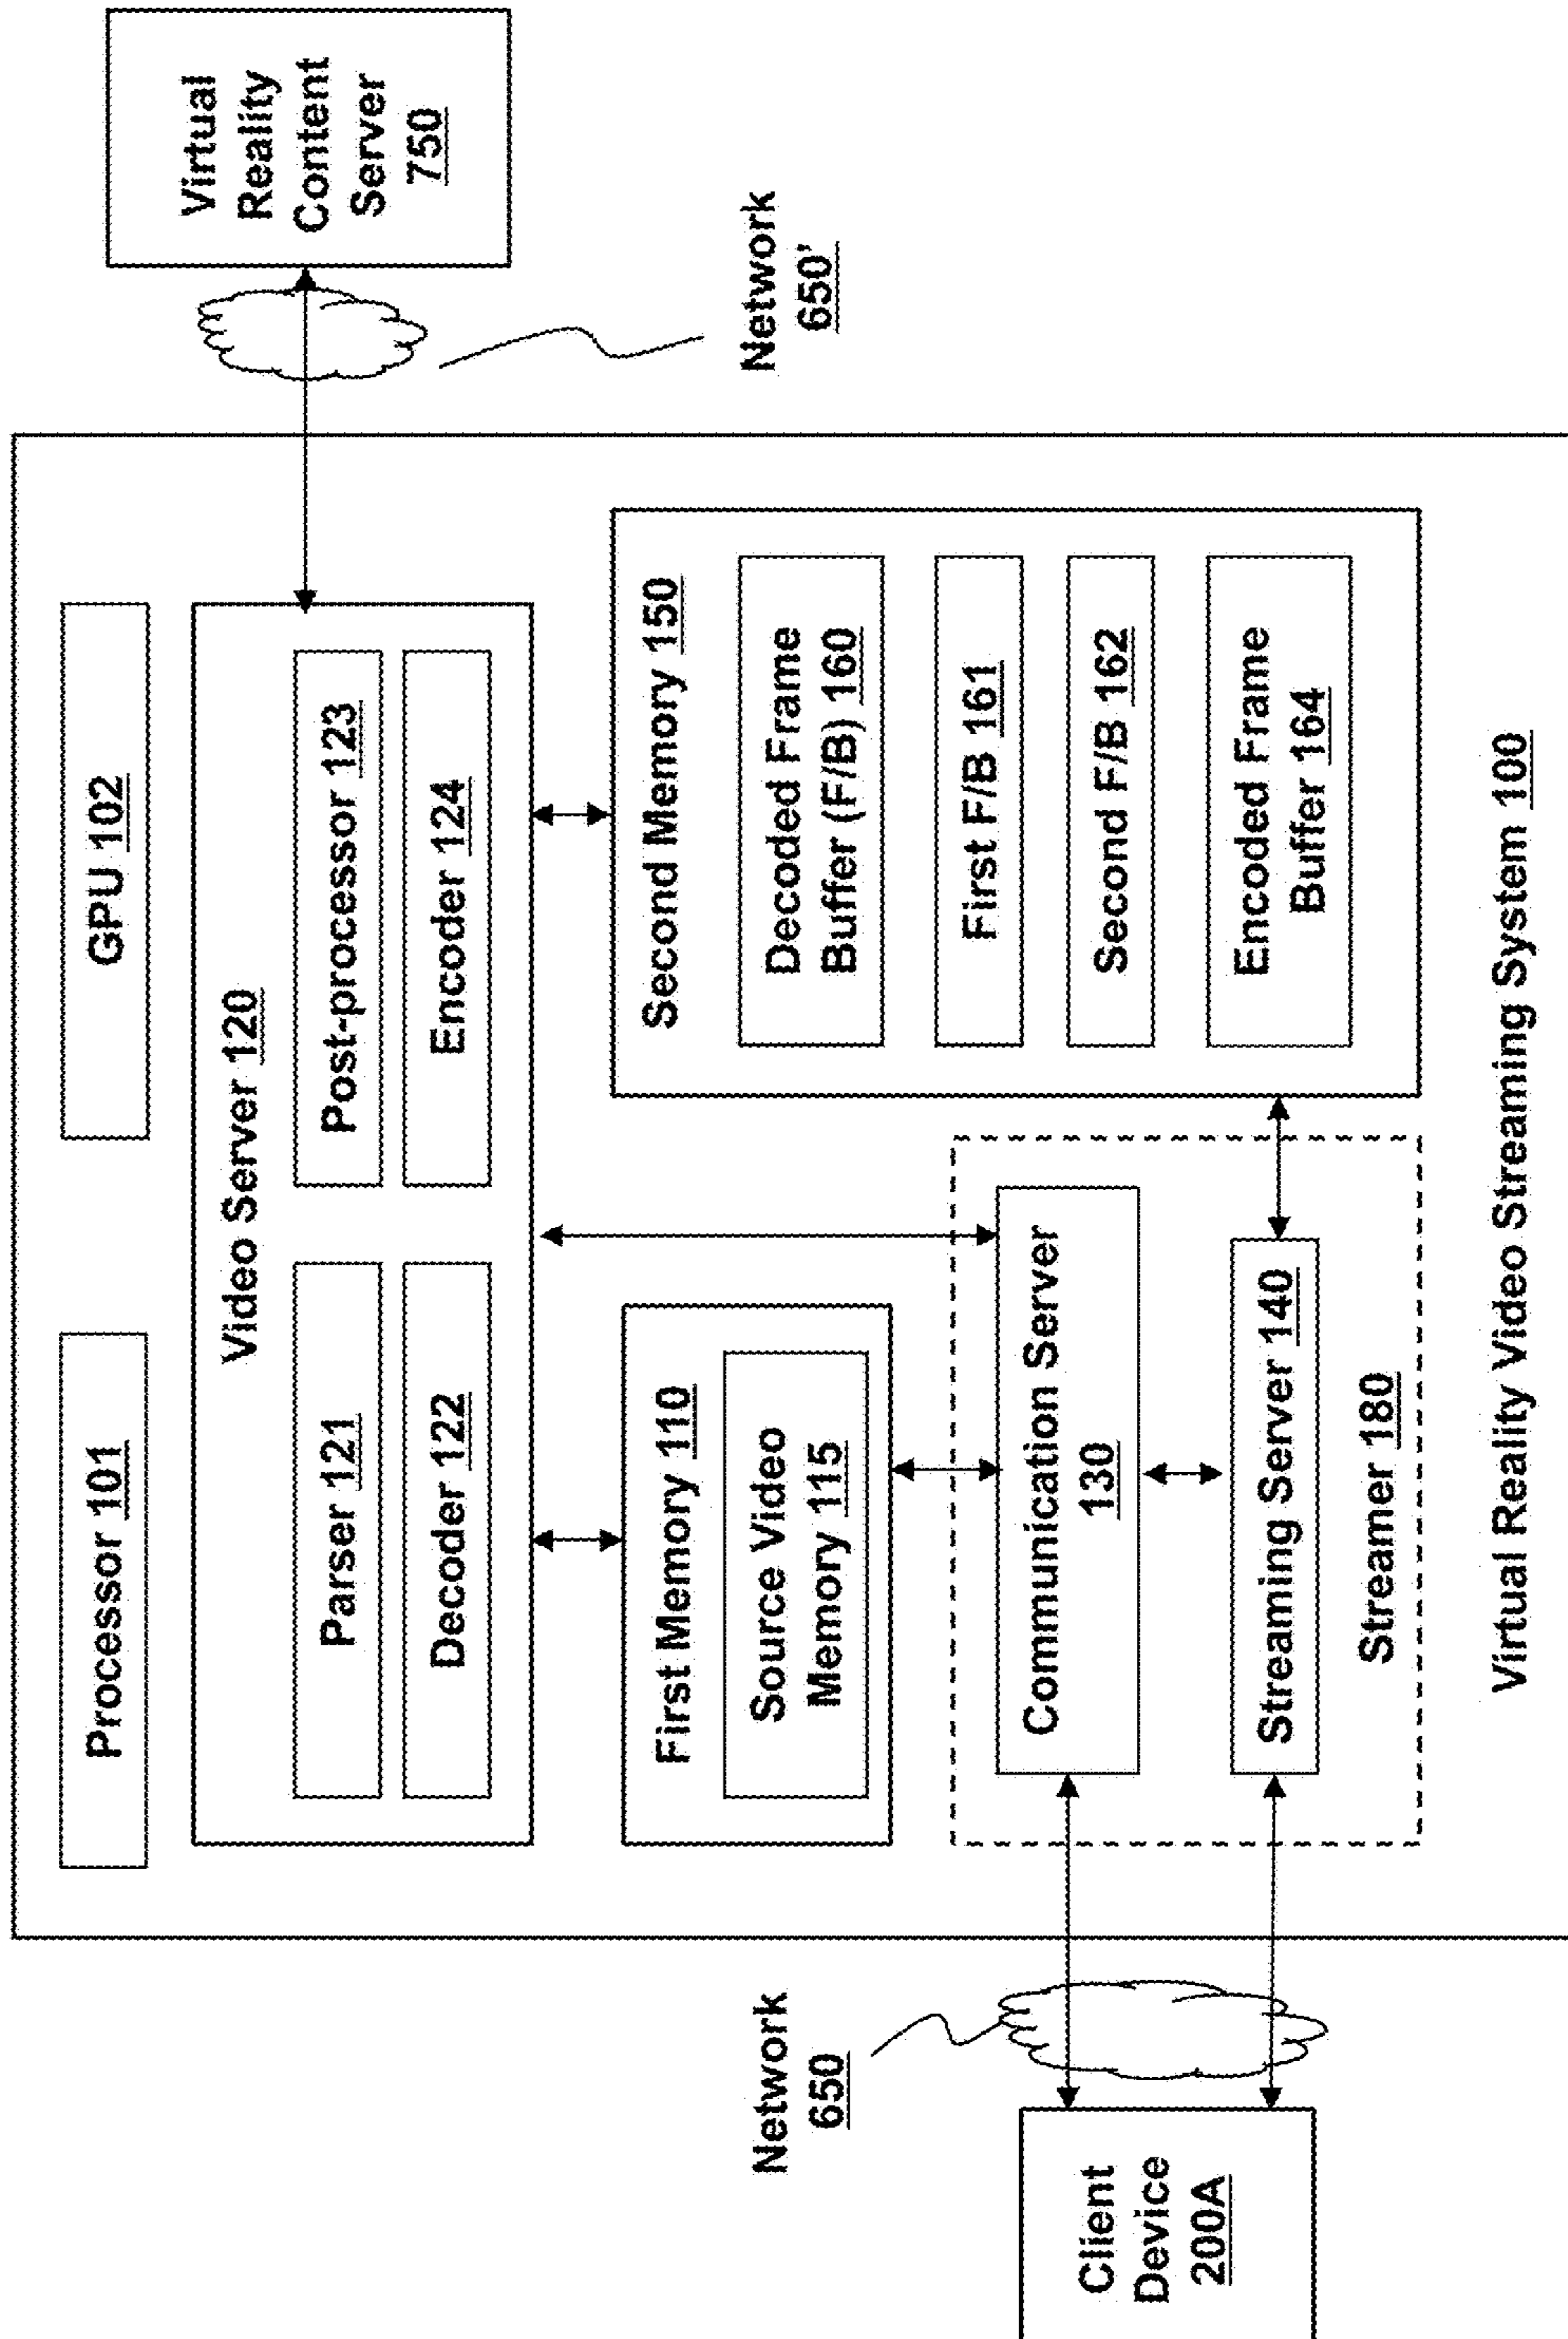 Processor 101
GPU 102
Video Server 120
Parser 121
Post-processor 123
Decoder 122
Encoder 124
Virtual
Reality
Content
Server
750
Network
650'
First Memory 110
Source Video
Memory 115
Second Memory 150
Decoded Frame
Buffer (F/B) 160
First F/B 161
Second F/B 162
Encoded Frame
Buffer 164
Communication Server
130
Streaming Server 140
Streamer 180
Network
650
Client
Device
200A
Virtual Reality Video Streaming System 100